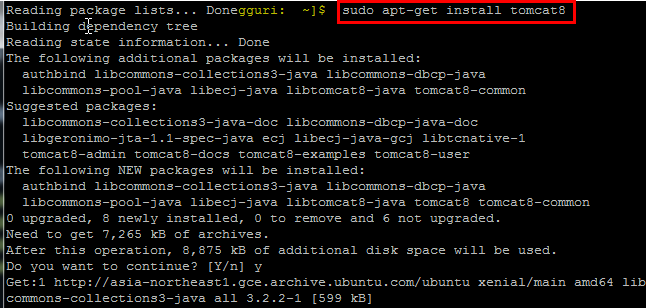 Reading package lists... Donegguri:  ~]$ sudo apt-get install tomcat8
Building dependency tree
Reading state information... Done
The following additional packages will be installed:
  authbind libcommons-collections3-java libcommons-dbcp-java
  libcommons-pool-java libecj-java libtomcat8-java tomcat8-common
Suggested packages:
  libcommons-collections3-java-doc libcommons-dbcp-java-doc
  libgeronimo-jta-1.1-spec-java ecj libecj-java-gcj libtcnative-1
  tomcat8-admin tomcat8-docs tomcat8-examples tomcat8-user
The following NEW packages will be installed:
  authbind libcommons-collections3-java libcommons-dbcp-java
  libcommons-pool-java libecj-java libtomcat8-java tomcat8 tomcat8-common
0 upgraded, 8 newly installed, 0 to remove and 6 not upgraded.
Need to get 7,265 kB of archives.
After this operation, 8,875 kB of additional disk space will be used.
Do you want to continue? [Y/n] y
Get:1 http://asia-northeast1.gce.archive.ubuntu.com/ubuntu xenial/main amd64 lib
commons-collections3-java all 3.2.2-1 [599 kB]